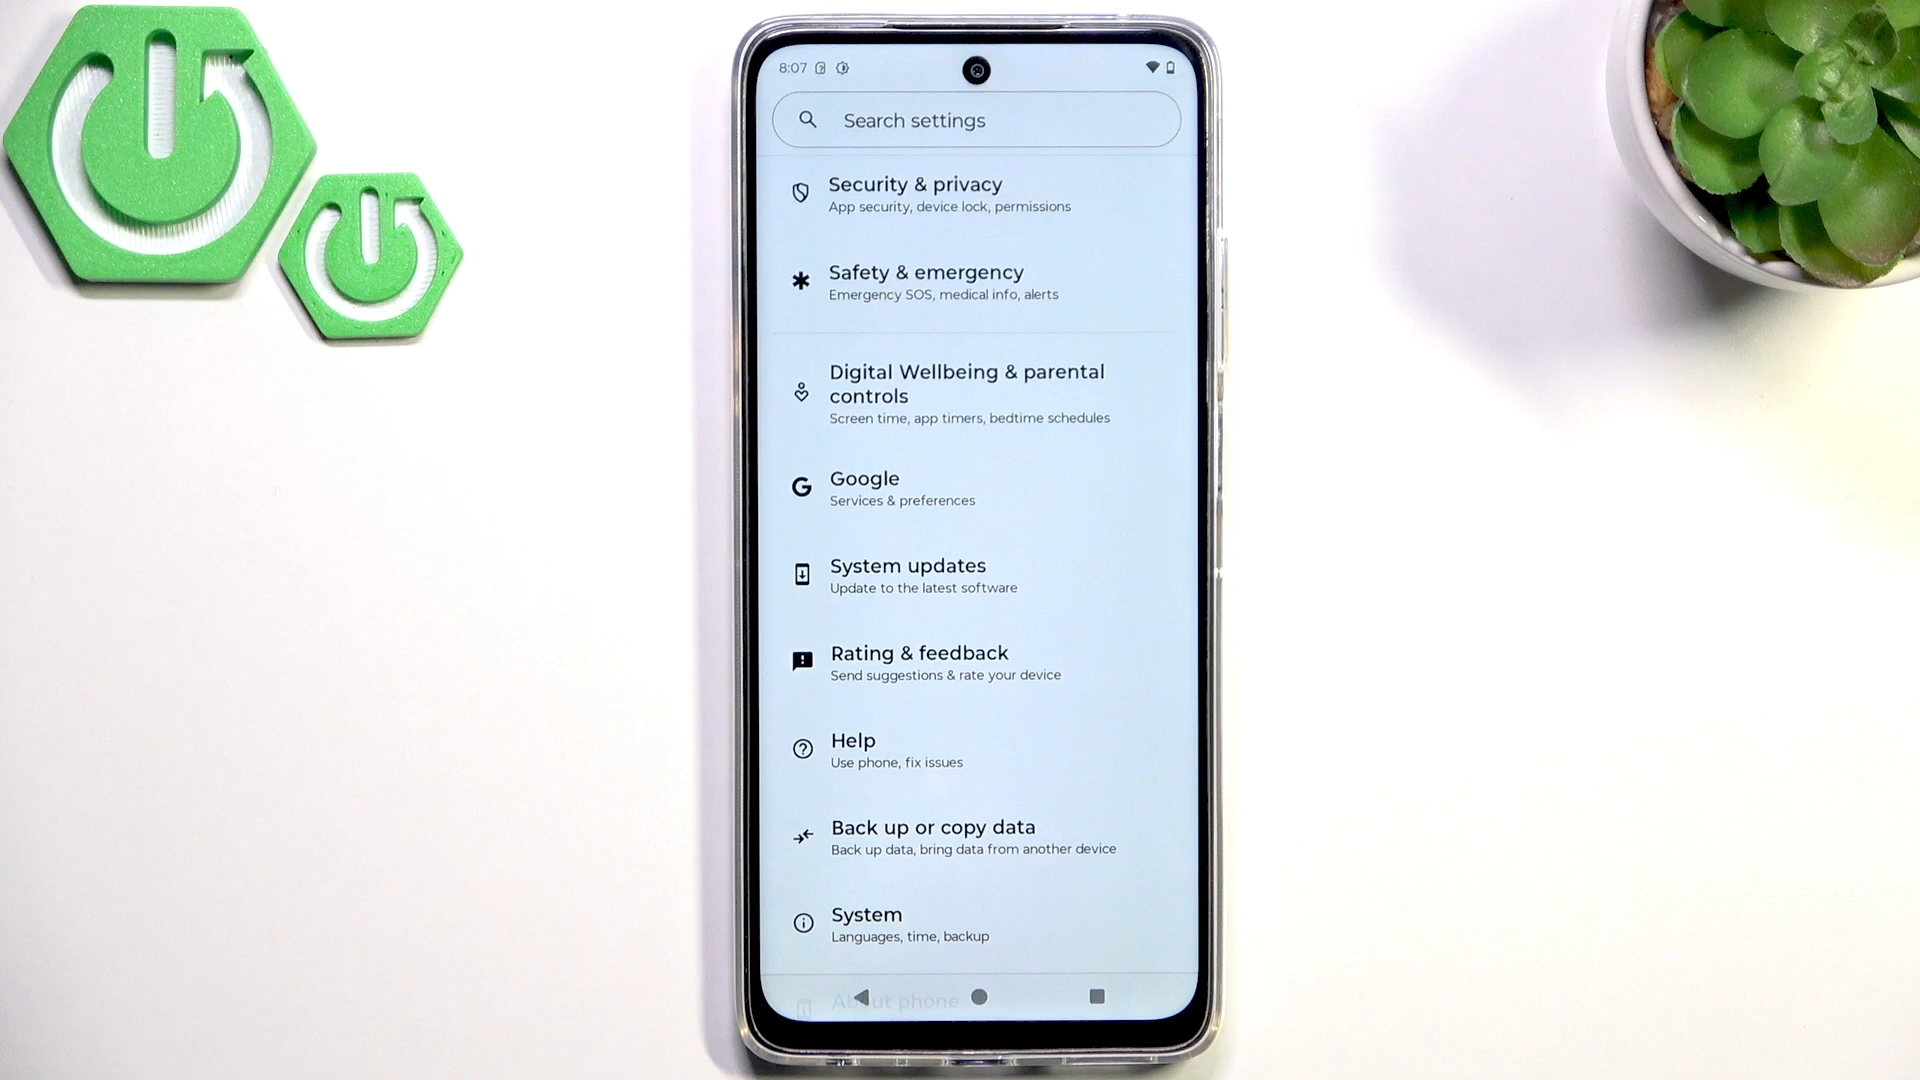 8:07
Search settings
Security & privacy
App security, device lock, permissions
Safety & emergency
Emergency SOS, medical info, alerts
Digital Wellbeing & parental
controls
Screen time, app timers, bedtime schedules
Google
Services & preferences
System updates
Update to the latest software
Rating & feedback
Send suggestions & rate your device
Help
Use phone, fix issues
Back up or copy data
Back up data, bring data from another device
System
Languages, time, backup
About phone